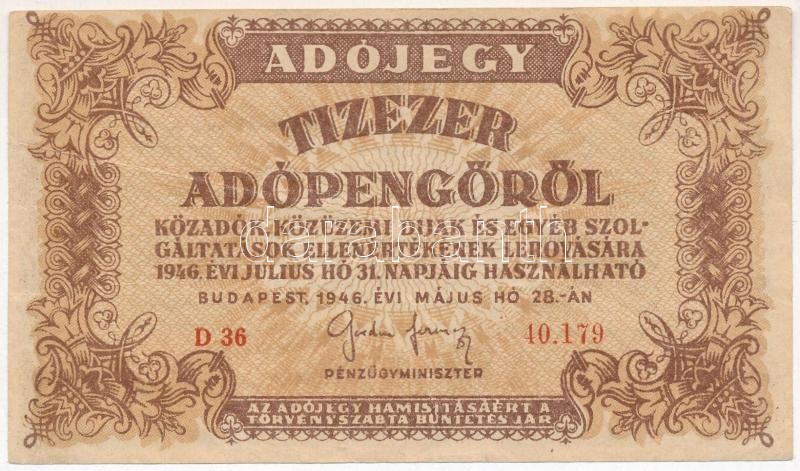 ADÓJEGY
TIZEZER
ADÓPENGŐRŐL
KÖZADÓK, KÖZÜZEMI DIJAK ÉS EGYÉB SZOL-
GÁLTATÁSOK ELLENÉRTÉKÉNEK LEROVÁSÁRA
1946. ÉVI JULIUS HÓ 31. NAPJÁIG HASZNÁLHATÓ
BUDAPEST, 1946. ÉVI MÁJUS HÓ 28.-ÁN
D 36
40.179
PÉNZÜGYMINISZTER
AZ ADÓJEGY HAMISITÁSÁÉRT A
TÖRVÉNYSZABTA BÜNTETÉS JÁR